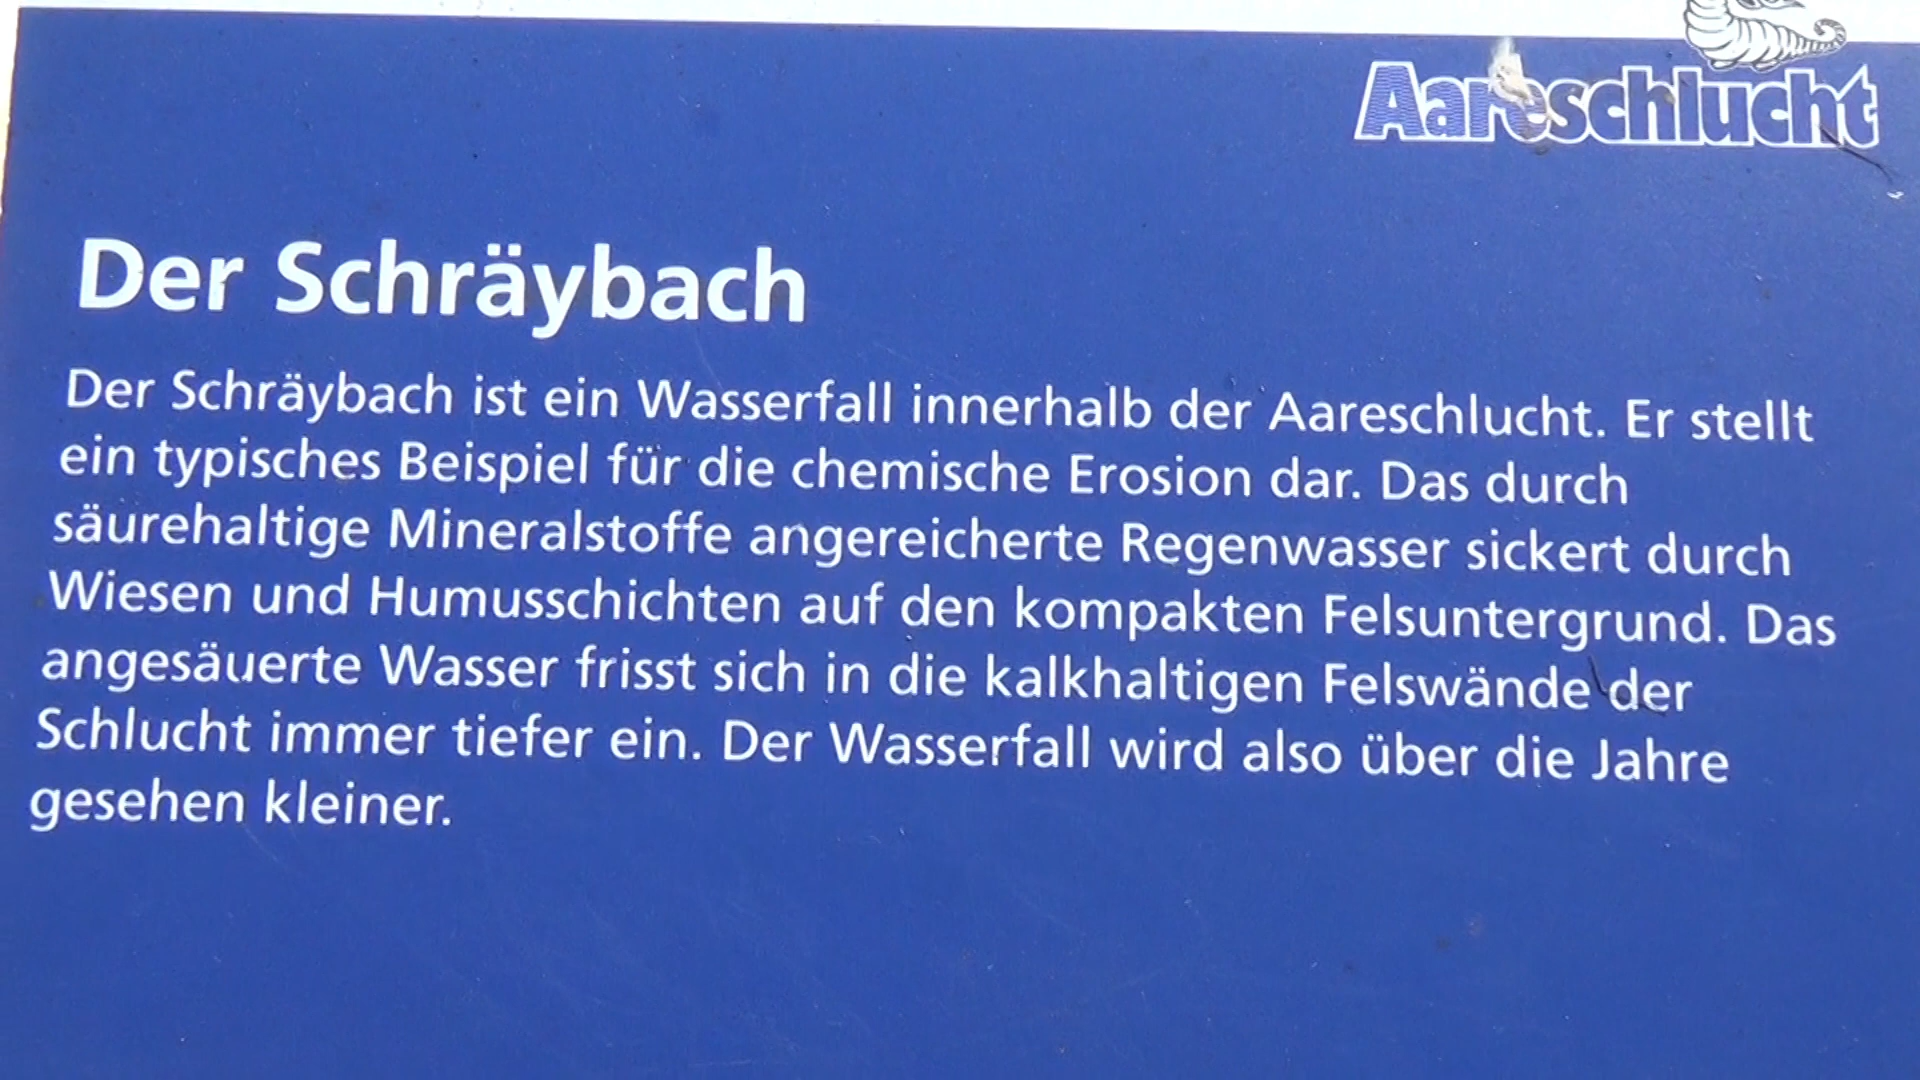 Aareschlucht
Der Schräybach
Der Schräybach ist ein Wasserfall innerhalb der Aareschlucht. Er stellt
ein typisches Beispiel für die chemische Erosion dar. Das durch
säurehaltige Mineralstoffe angereicherte Regenwasser sickert durch
Wiesen und Humusschichten auf den kompakten Felsuntergrund. Das
angesäuerte Wasser frisst sich in die kalkhaltigen Felswände der
Schlucht immer tiefer ein. Der Wasserfall wird also über die Jahre
gesehen kleiner.